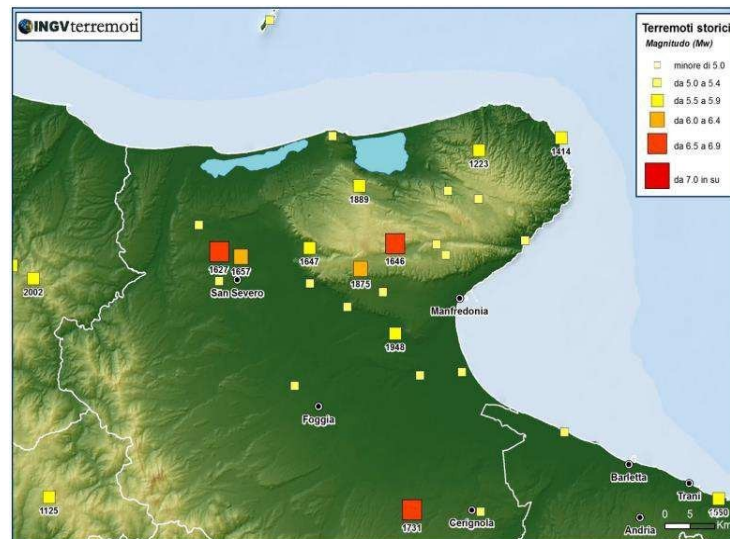 INGVterremoti
Terremoti storici
Magnitudo (Mw)
minore di 5.0
da 5.0 a 5.4
da 5.5 a 5.9
da 6.0 a 6.4
da 6.5 a 6.9
da 7.0 in su
1223
1414
1889
1627
1657
1647
1646
1875
2002
San Severo
Manfredonia
1948
Foggia
Barletta
Trani
1125
1731
Cerignola
Andria
0 5
Km